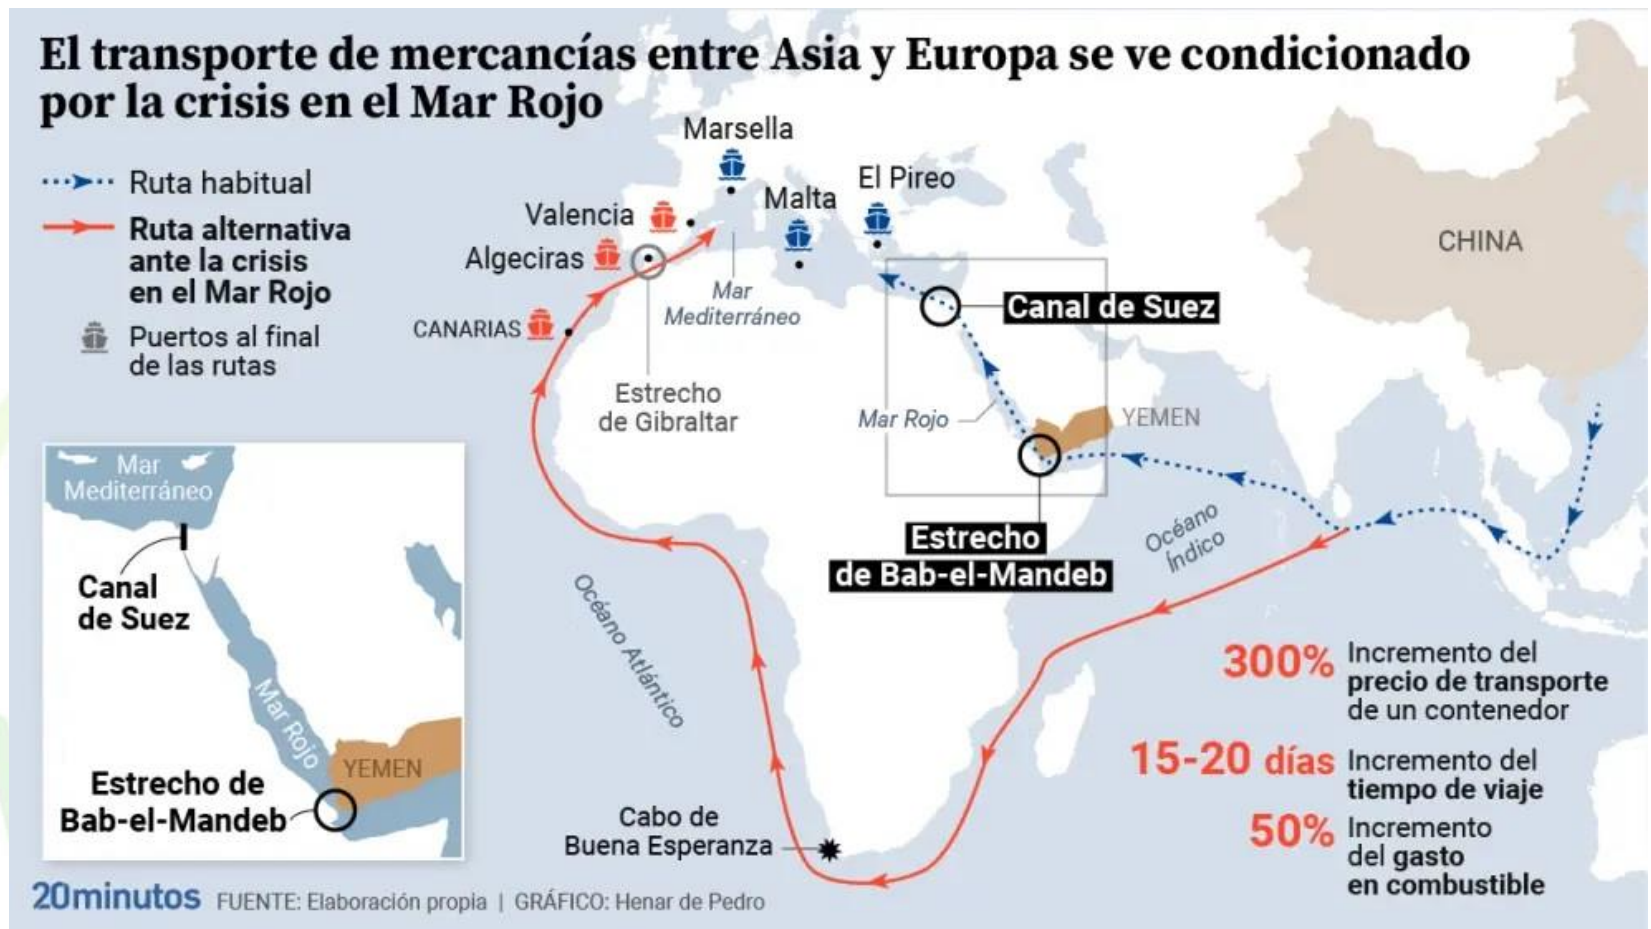 El transporte de mercancías entre Asia y Europa se ve condicionado
por la crisis en el Mar Rojo
Ruta habitual
Ruta alternativa
ante la crisis
en el Mar Rojo
Puertos al final
de las rutas
Marsella
Malta
El Pireo
Valencia
Algeciras
CANARIAS
Mar
Mediterráneo
Estrecho
de Gibraltar
Canal de Suez
CHINA
Mar Rojo
YEMEN
Estrecho
de Bab-el-Mandeb
Océano
Índico
Océano Atlántico
Cabo de
Buena Esperanza
Mar
Mediterráneo
Canal
de Suez
Mar Rojo
YEMEN
Estrecho de
Bab-el-Mandeb
300% Incremento del
precio de transporte
de un contenedor
15-20 días Incremento del
tiempo de viaje
50% Incremento
del gasto
en combustible
20minutos FUENTE: Elaboración propia | GRÁFICO: Henar de Pedro